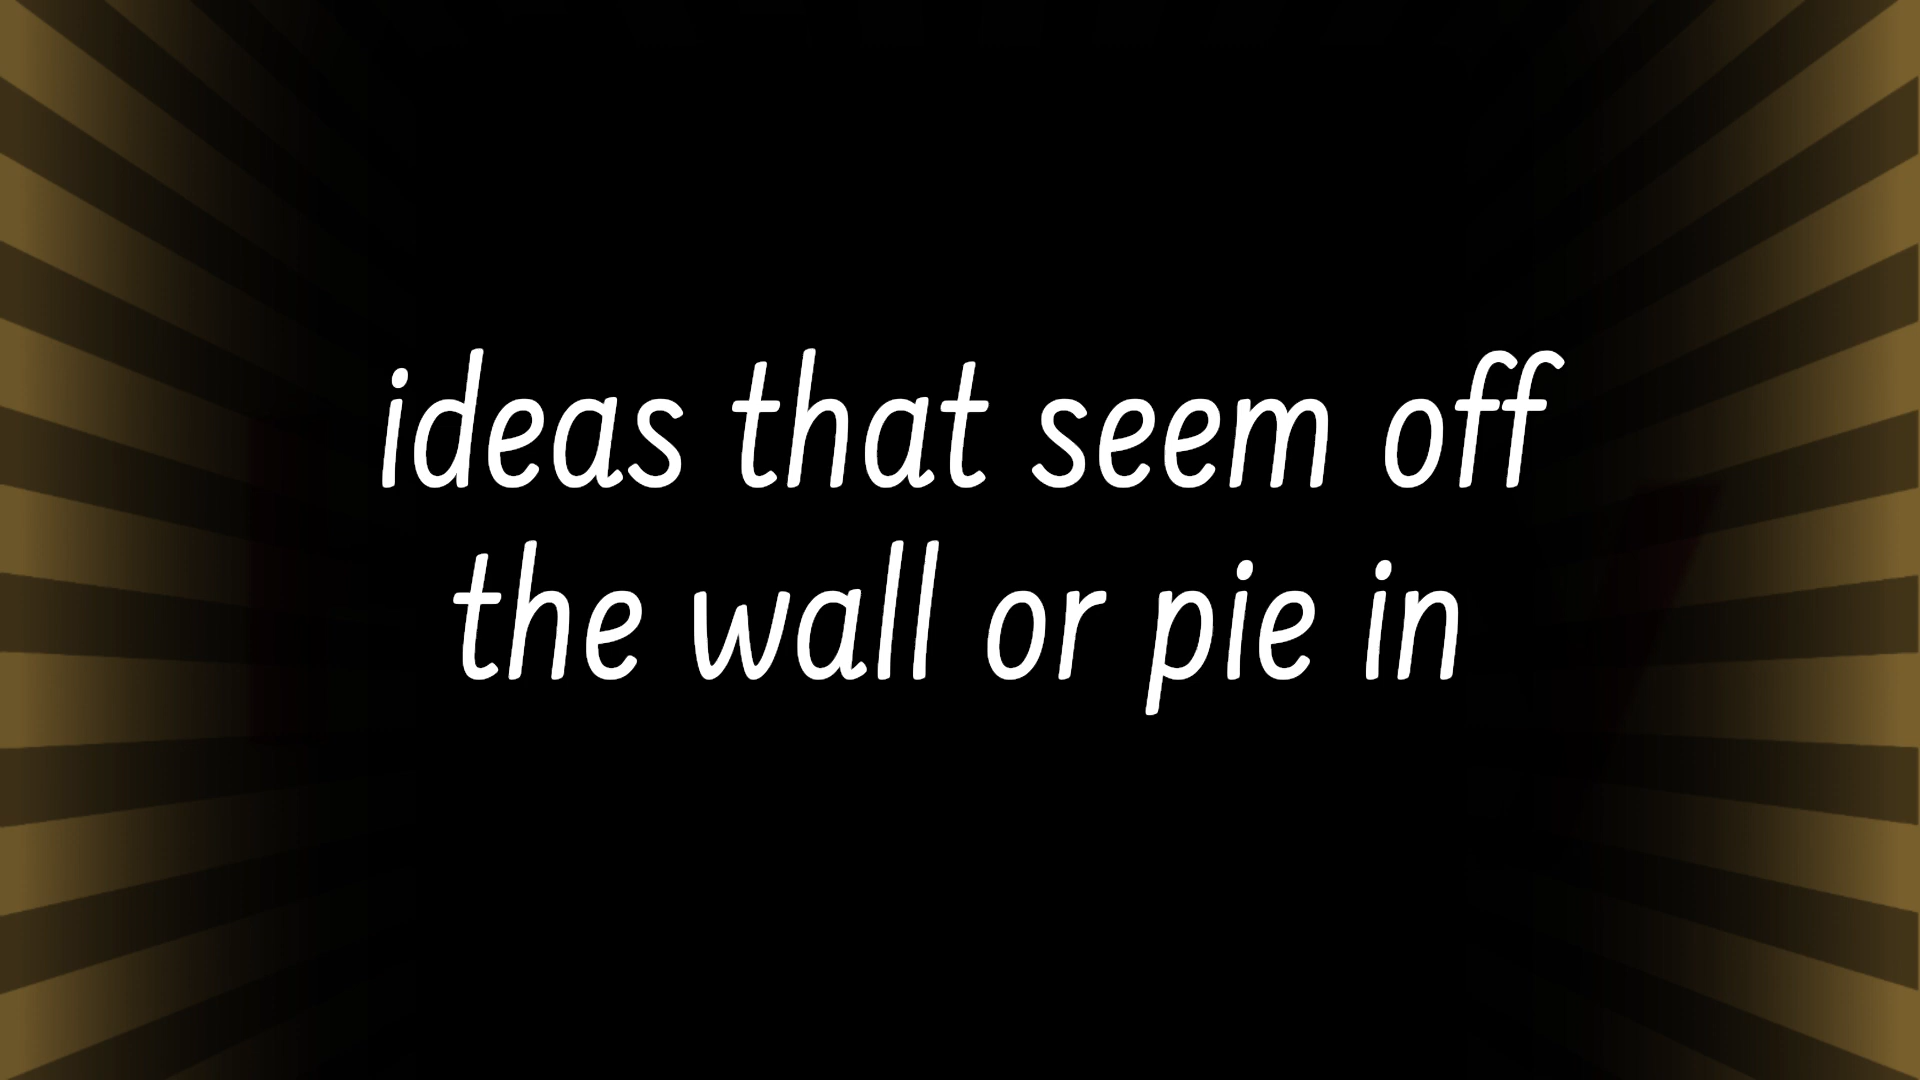 ideas that seem off
the wall or pie in